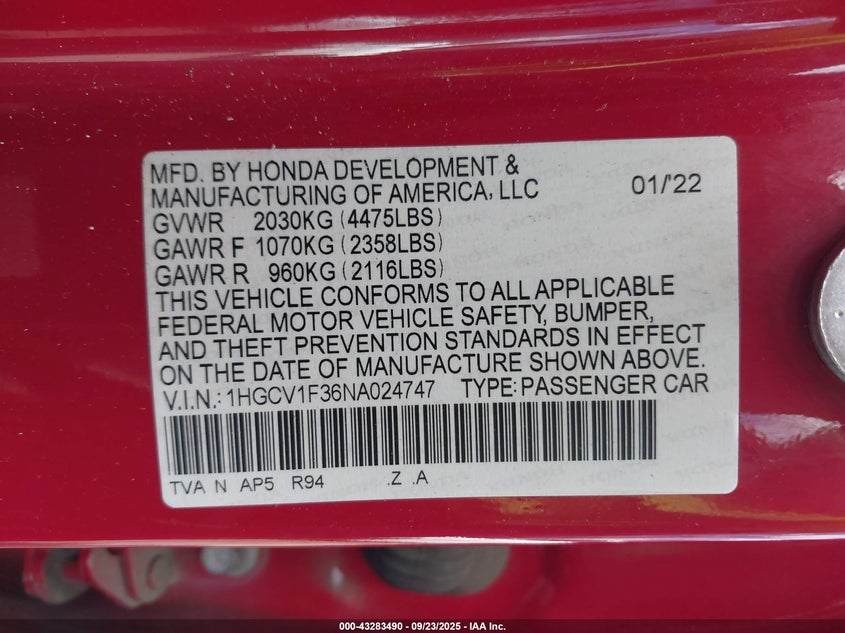 MFD. BY HONDA DEVELOPMENT &
MANUFACTURING OF AMERICA, LLC 01/'22
GVWR 2030KG (4475LBS)
GAWR F 1070KG (2358LBS)
GAWR R 960KG (2116LBS)
THIS VEHICLE CONFORMS TO ALL APPLICABLE
FEDERAL MOTOR VEHICLE SAFETY, BUMPER,
AND THEFT PREVENTION STANDARDS IN EFFECT
ON THE DATE OF MANUFACTURE SHOWN ABOVE.
V.I.N.: 1HGCV1F36NA024747 TYPE: PASSENGER CAR
TVA N AP5 R94 .Z .A
000-43283490 - 09/23/2025 - IAA Inc.